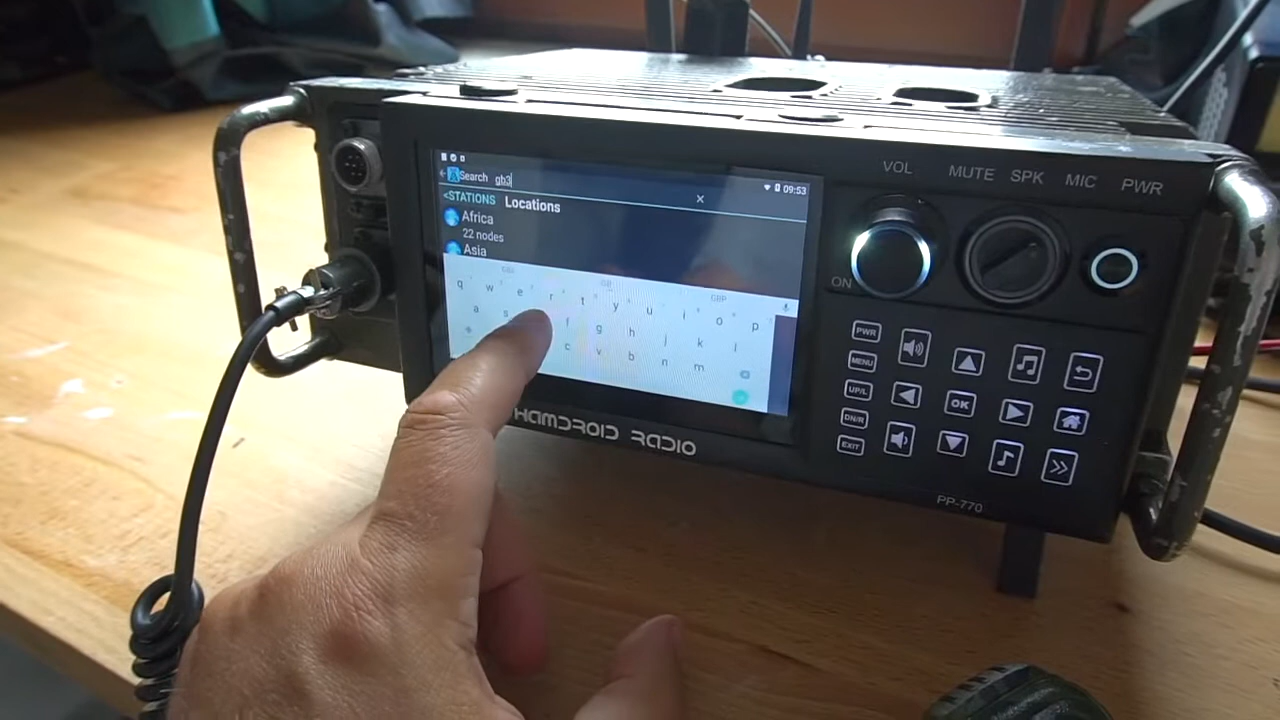 Search gb3
09:53
<STATIONS Locations
Africa
22 nodes
Asia
GBP
q w e r t y u i o p
a s f g h j k l
c v b n m
HAMDROID RADIO
VOL MUTE SPK MIC PWR
ON
PWR
MENU
UP/L
OK
DN/R
EXIT
PP-770